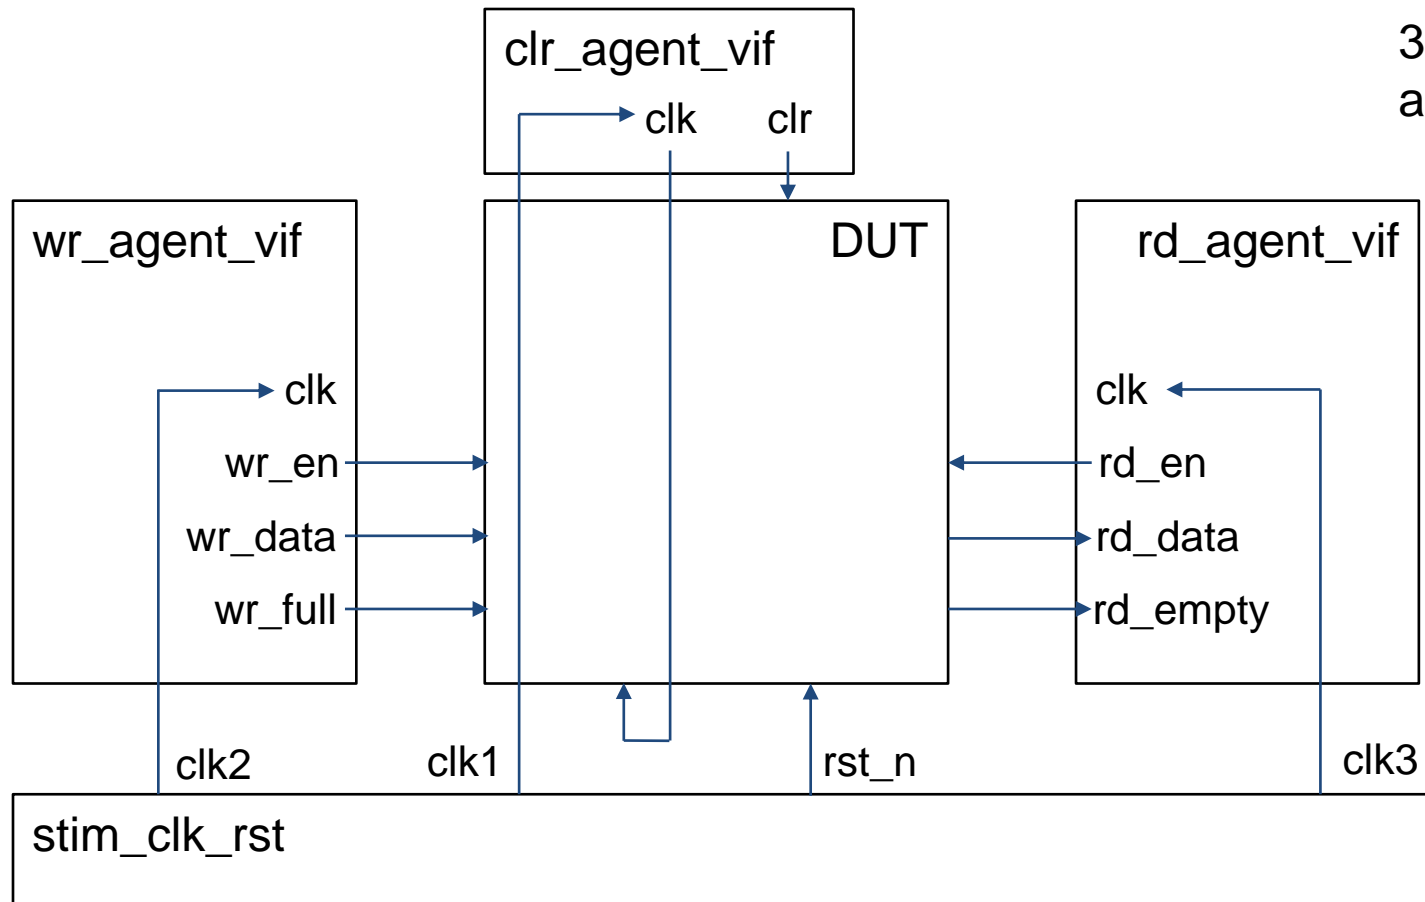 clr_agent_vif
3
a
clk clr
wr_agent_vif
DUT
rd_agent_vif
clk
clk
wr_en
rd_en
wr_data
rd_data
wr_full
rd_empty
clk2
clk1
rst_n
clk3
stim_clk_rst